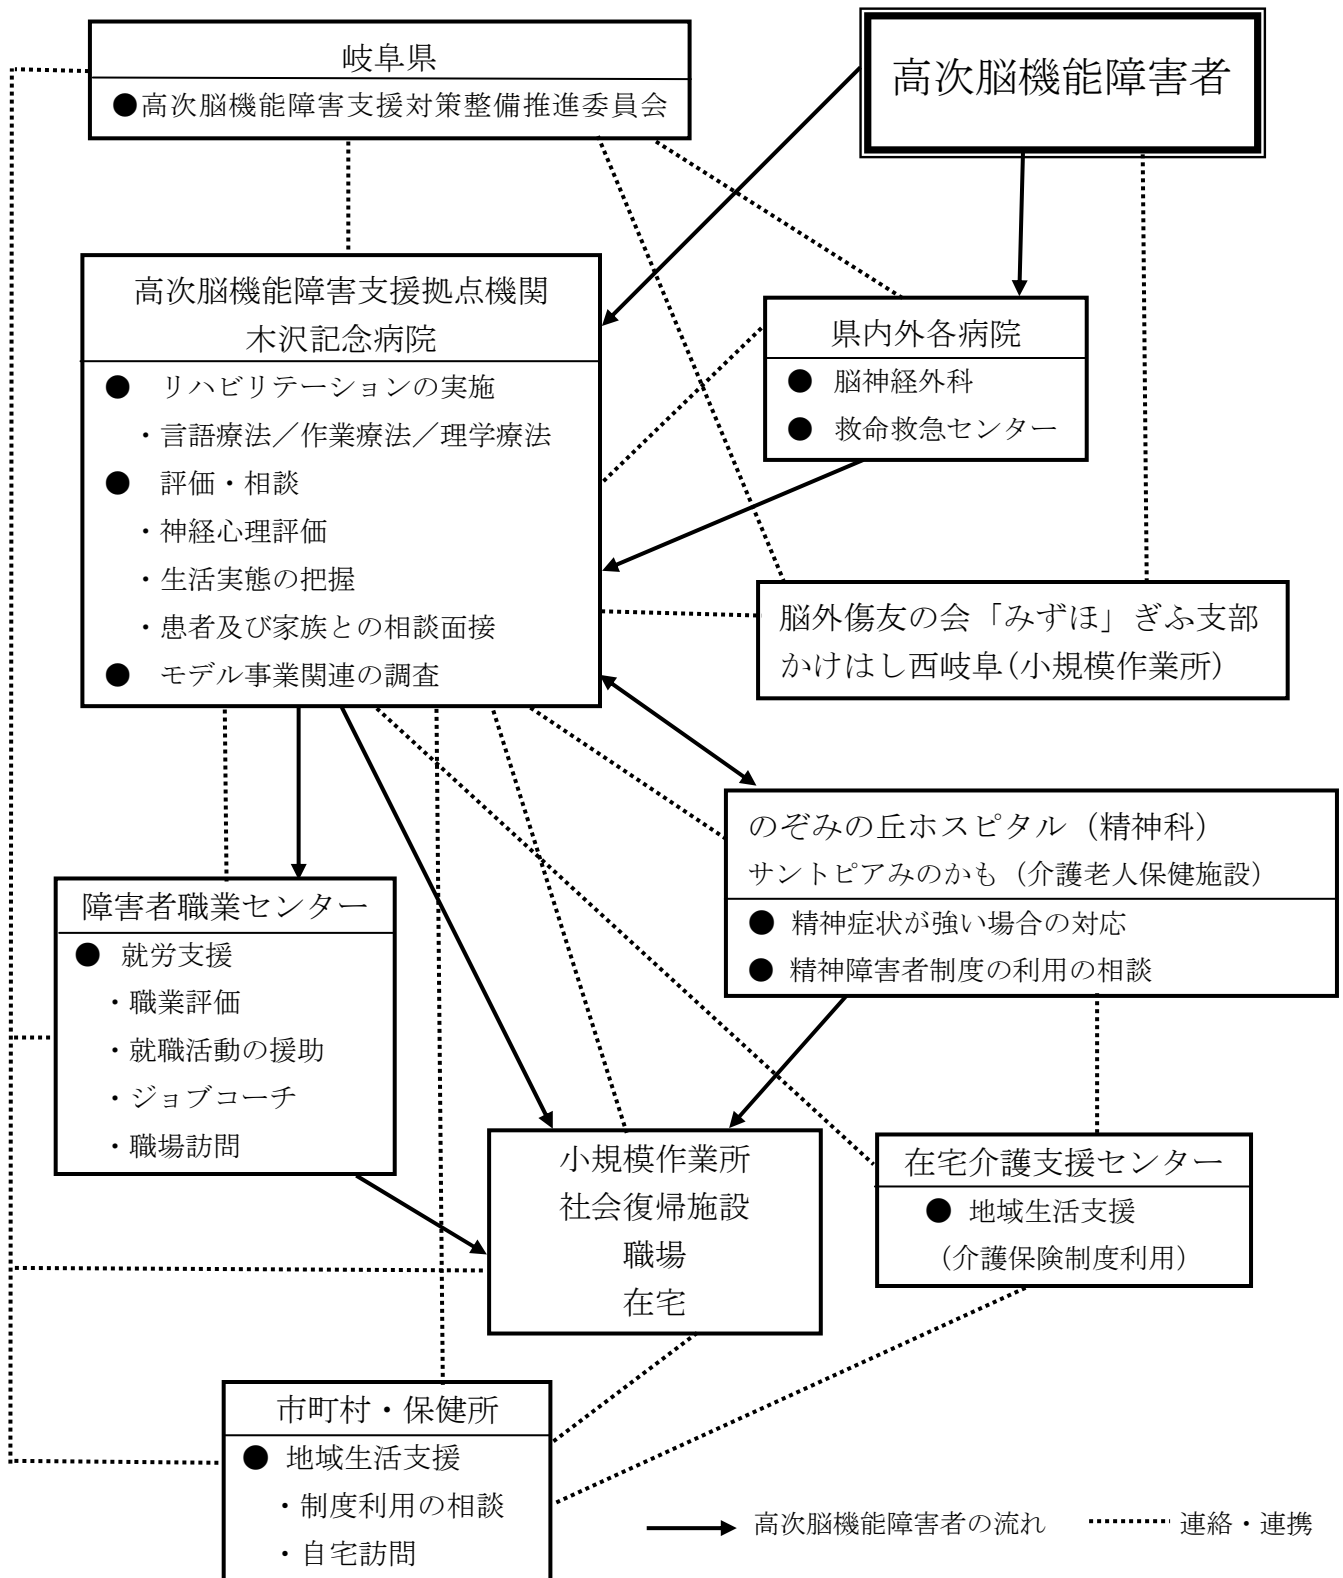 岐阜県
●高次脳機能障害支援対策整備推進委員会
高次脳機能障害者
高次脳機能障害支援拠点機関
木沢記念病院
● リハビリテーションの実施
・言語療法／作業療法／理学療法
● 評価・相談
・神経心理評価
・生活実態の把握
・患者及び家族との相談面接
● モデル事業関連の調査
県内外各病院
● 脳神経外科
● 救命救急センター
脳外傷友の会「みずほ」ぎふ支部
かけはし西岐阜(小規模作業所)
のぞみの丘ホスピタル（精神科）
サントピアみのかも（介護老人保健施設）
● 精神症状が強い場合の対応
● 精神障害者制度の利用の相談
障害者職業センター
● 就労支援
・職業評価
・就職活動の援助
・ジョブコーチ
・職場訪問
小規模作業所
社会復帰施設
職場
在宅
在宅介護支援センター
● 地域生活支援
（介護保険制度利用）
市町村・保健所
● 地域生活支援
・制度利用の相談
・自宅訪問
高次脳機能障害者の流れ
連絡・連携